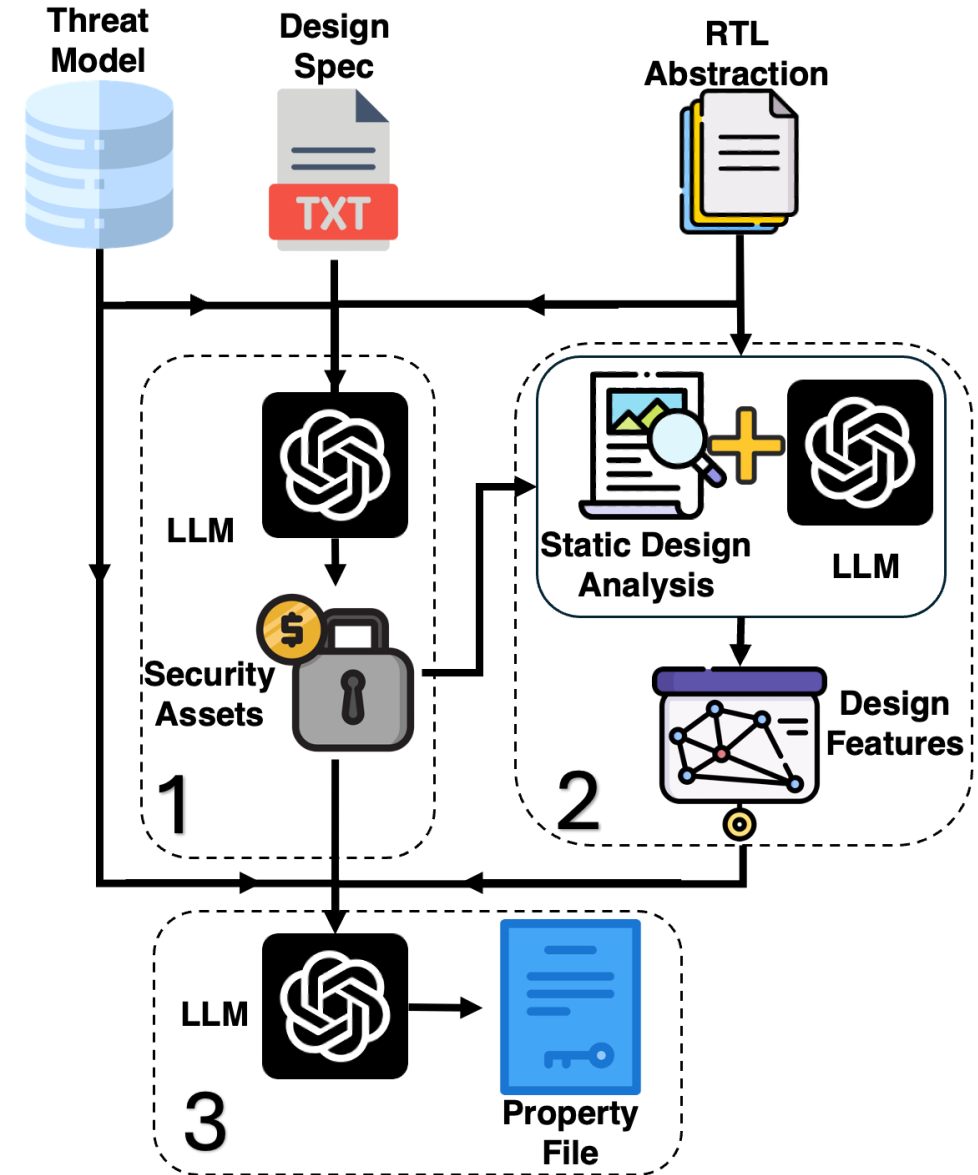 Threat
Model
Design
Spec
RTL
Abstraction
TXT
LLM
$
Security
Assets
1
Static Design
Analysis
LLM
Design
Features
2
LLM
3
Property
File